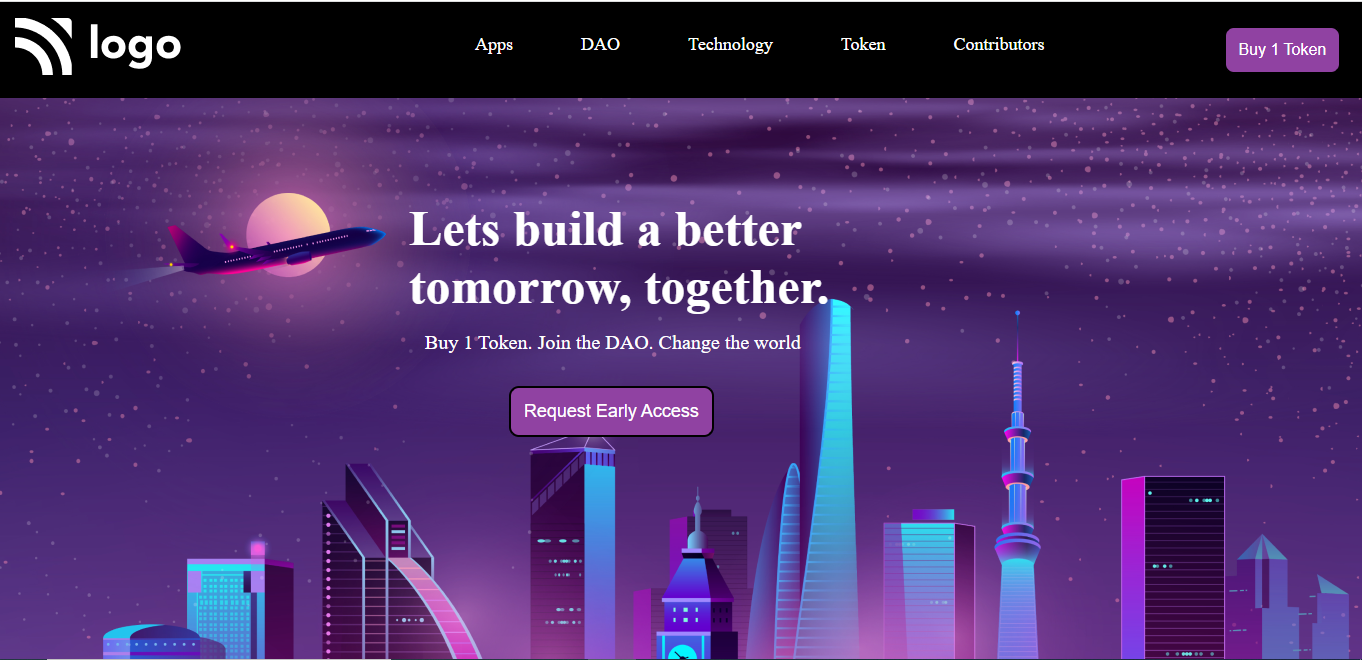 logo
Apps
DAO
Technology
Token
Contributors
Buy 1 Token
Lets build a better
tomorrow, together.
Buy 1 Token. Join the DAO. Change the world
Request Early Access